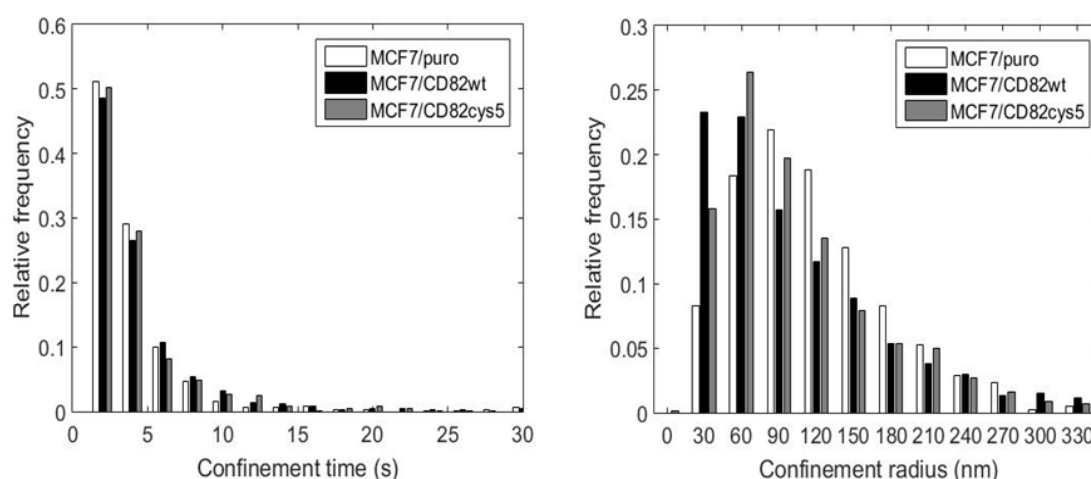 0.6
0.5
0.4
0.3
0.2
0.1
0
Relative frequency
MCF7/puro
MCF7/CD82wt
MCF7/CD82cys5
0 5 10 15 20 25 30
Confinement time (s)
0.3
0.25
0.2
0.15
0.1
0.05
0
Relative frequency
MCF7/puro
MCF7/CD82wt
MCF7/CD82cys5
0 30 60 90 120 150 180 210 240 270 300 330
Confinement radius (nm)